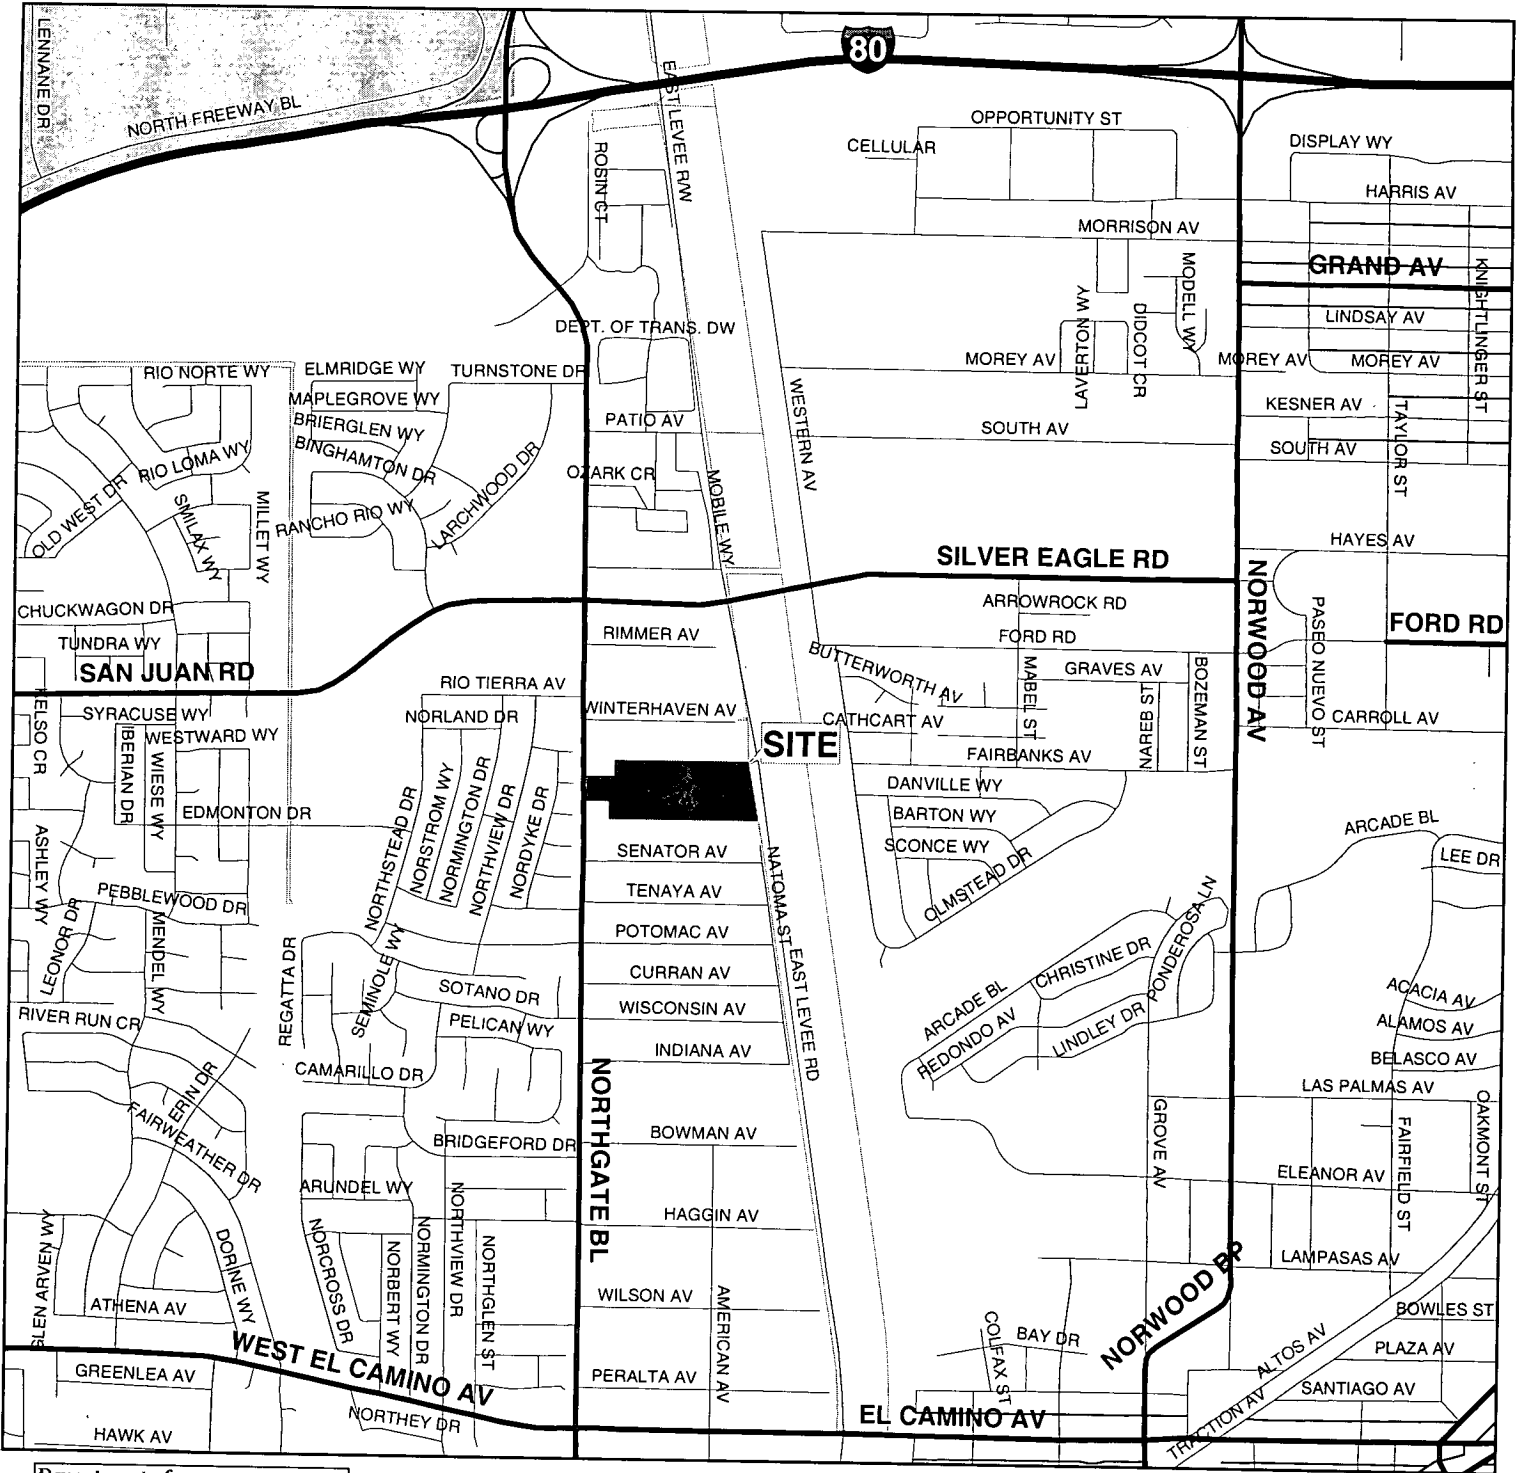 80
LENNANE DR
NORTH FREEWAY BL
EAST LEVEE R/W
OPPORTUNITY ST
CELLULAR
DISPLAY WY
ROSIN CT
HARRIS AV
MORRISON AV
GRAND AV
MODELL WY
KNIGHTLINGER ST
LAVERTON WY
DIDCOT CR
LINDSAY AV
DEPT. OF TRANS. DW
MOREY AV
MOREY AV
MOREY AV
RIO NORTE WY
ELMRIDGE WY
TURNSTONE DR
MAPLEGROVE WY
WESTERN AV
KESNER AV
TAYLOR ST
BRIERGLEN WY
PATIO AV
SOUTH AV
SOUTH AV
BINGHAMTON DR
RIO LOMA WY
LARCHWOOD DR
OZARK CR
MOBILE WY
OLD WEST DR
SMILAX WY
MILLET WY
RANCHO RIO WY
HAYES AV
SILVER EAGLE RD
NORWOOD AV
CHUCKWAGON DR
ARROWROCK RD
PASEO NUEVO ST
FORD RD
TUNDRA WY
RIMMER AV
FORD RD
SAN JUAN RD
BUTTERWORTH AV
MABEL ST
GRAVES AV
BOZEMAN ST
KELSO CR
RIO TIERRA AV
NAREB ST
SYRACUSE WY
NORLAND DR
WINTERHAVEN AV
CATHCART AV
CARROLL AV
IBERIAN DR
WESTWARD WY
WIESE WY
SITE
FAIRBANKS AV
NORSTROM WY
NORMINGTON DR
DANVILLE WY
EDMONTON DR
NORTHSTEAD DR
NORTHVIEW DR
NORDYKE DR
BARTON WY
ARCADE BL
ASHLEY WY
SENATOR AV
SCONCE WY
LEE DR
PEBBLEWOOD DR
TENAYA AV
NATOMA ST
OLMSTEAD DR
LEONOR DR
MENDEL WY
REGATTA DR
SEMINOLE WY
POTOMAC AV
CHRISTINE DR
PONDEROSA LN
CURRAN AV
EAST LEVEE RD
SOTANO DR
WISCONSIN AV
ARCADE BL
ACACIA AV
RIVER RUN CR
PELICAN WY
REDONDO AV
LINDLEY DR
ALAMOS AV
INDIANA AV
BELASCO AV
CAMARILLO DR
ERIN DR
NORTHGATE BL
LAS PALMAS AV
OAKMONT ST
FAIRWEATHER DR
GROVE AV
FAIRFIELD ST
BRIDGEFORD DR
BOWMAN AV
ELEANOR AV
ARUNDEL WY
NORTHVIEW DR
HAGGIN AV
DORINE WY
NORCROSS DR
NORBERT WY
NORMINGTON DR
NORTHGLEN ST
LAMPASAS AV
GLEN ARVEN WY
ATHENA AV
WILSON AV
AMERICAN AV
NORWOOD BP
BOWLES ST
COLFAX ST
BAY DR
ALTOS AV
PLAZA AV
WEST EL CAMINO AV
GREENLEA AV
PERALTA AV
SANTIAGO AV
NORTHEY DR
EL CAMINO AV
TRACTION AV
HAWK AV